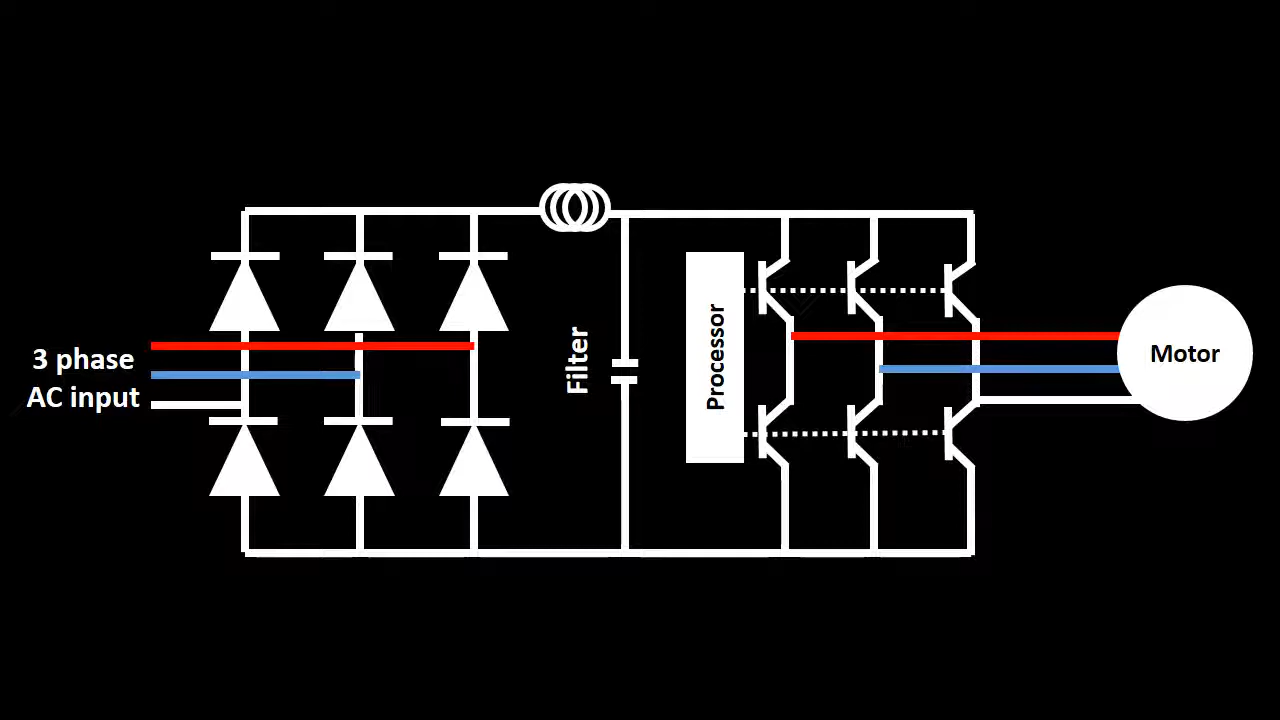 3 phase
AC input
Filter
Processor
Motor